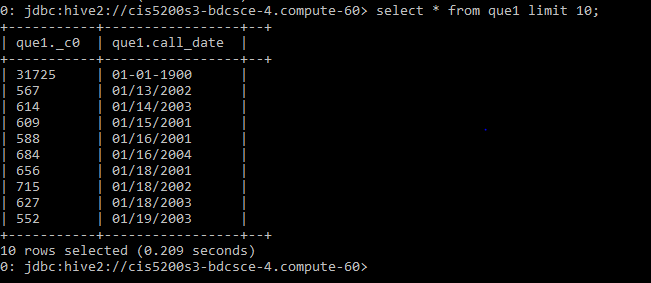 0: jdbc:hive2://cis5200s3-bdcsce-4.compute-60> select * from que1 limit 10;
+-----------+-----------------+--+
| que1._c0  | que1.call_date  |
+-----------+-----------------+--+
| 31725     | 01-01-1900      |
| 567       | 01/13/2002      |
| 614       | 01/14/2003      |
| 609       | 01/15/2001      |
| 588       | 01/16/2001      |
| 684       | 01/16/2004      |
| 656       | 01/18/2001      |
| 715       | 01/18/2002      |
| 627       | 01/18/2003      |
| 552       | 01/19/2003      |
+-----------+-----------------+--+
10 rows selected (0.209 seconds)
0: jdbc:hive2://cis5200s3-bdcsce-4.compute-60>